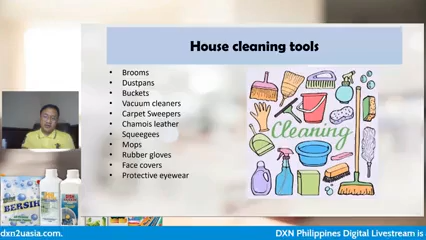 House cleaning tools
• Brooms
• Dustpans
• Buckets
• Vacuum cleaners
• Carpet Sweepers
• Chamois leather
• Squeegees
• Mops
• Rubber gloves
• Face covers
• Protective eyewear
Cleaning
BERSIH
dxn2uasia.com.
DXN Philippines Digital Livestream is